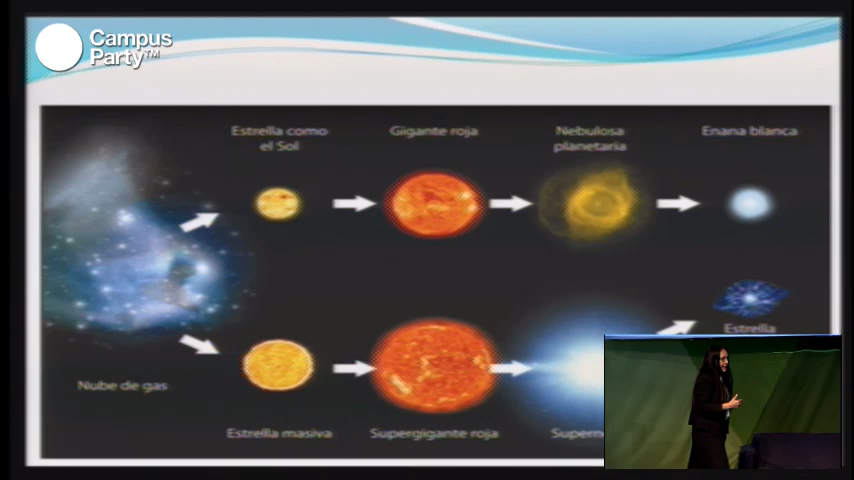 Campus
Party™
Estrella como
el Sol
Gigante roja
Nebulosa
planetaria
Enana blanca
Estrella
Nube de gas
Estrella masiva
Supergigante roja